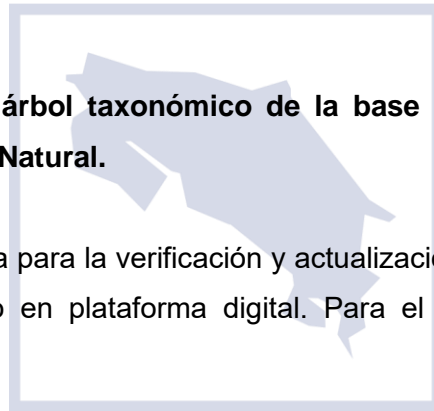 árbol taxonómico de la base
Natural.
a para la verificación y actualizació
o en plataforma digital. Para el